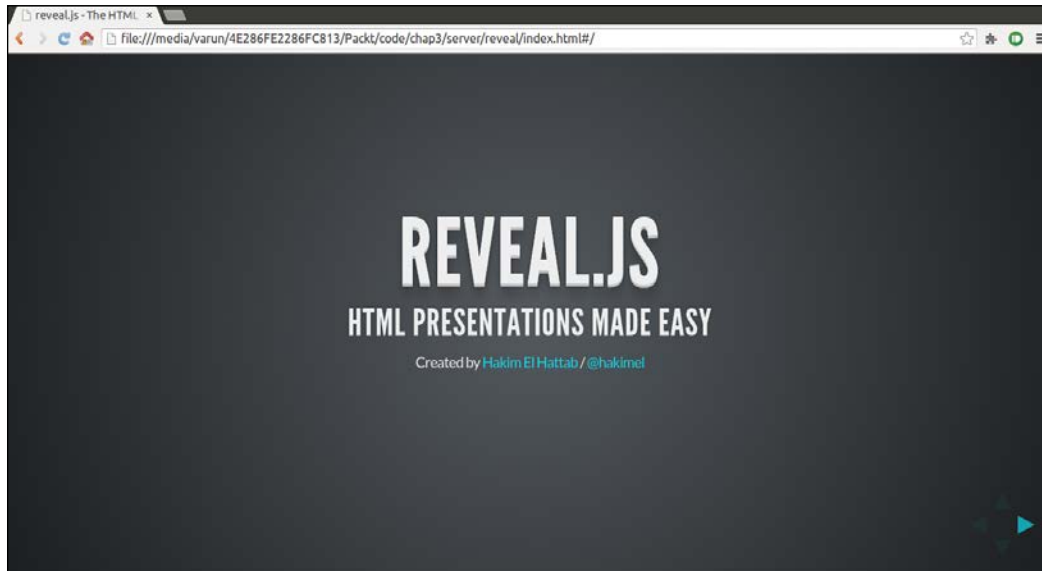 reveal.js - The HTML
file:///media/varun/4E286FE2286FC813/Packt/code/chap3/server/reveal/index.html#/
REVEAL.JS
HTML PRESENTATIONS MADE EASY
Created by Hakim El Hattab / @hakimel